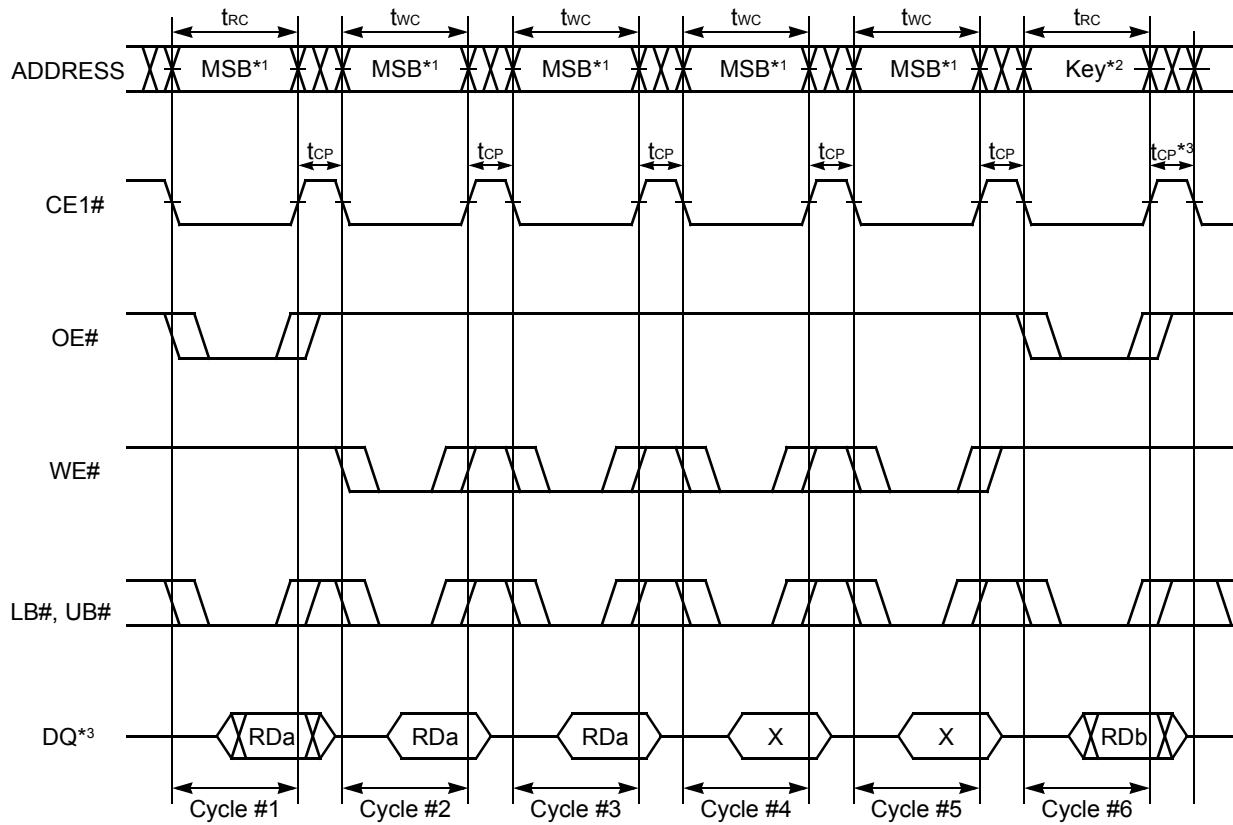 tRC tWC tWC tWC tWC tRC
ADDRESS MSB*1 MSB*1 MSB*1 MSB*1 MSB*1 Key*2
tCP tCP tCP tCP tCP tCP*3
CE1#
OE#
WE#
LB#, UB#
DQ*3 RDa RDa RDa X X RDb
Cycle #1 Cycle #2 Cycle #3 Cycle #4 Cycle #5 Cycle #6